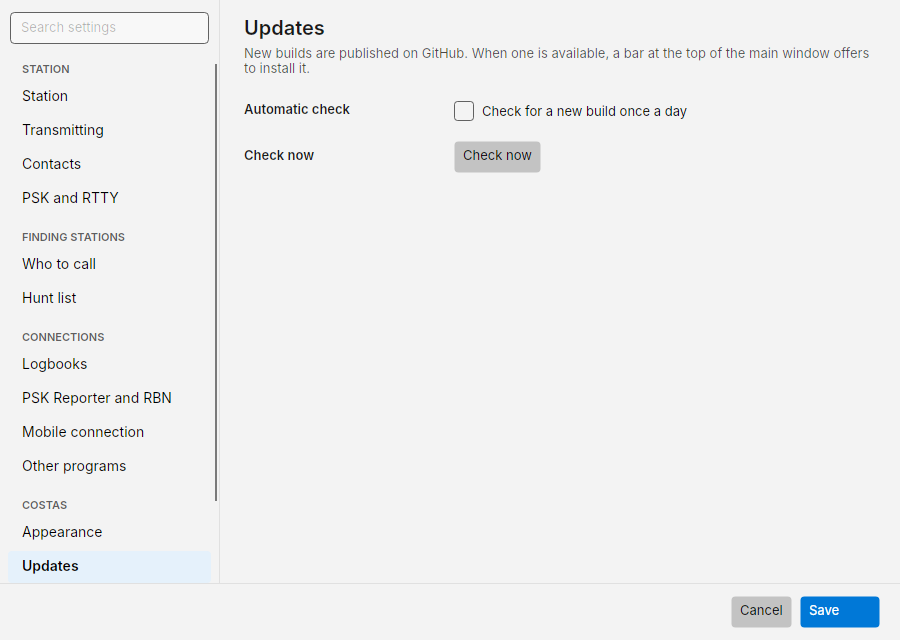 Search settings
STATION
Station
Transmitting
Contacts
PSK and RTTY
FINDING STATIONS
Who to call
Hunt list
CONNECTIONS
Logbooks
PSK Reporter and RBN
Mobile connection
Other programs
COSTAS
Appearance
Updates
Updates
New builds are published on GitHub. When one is available, a bar at the top of the main window offers
to install it.
Automatic check
Check for a new build once a day
Check now
Check now
Cancel
Save